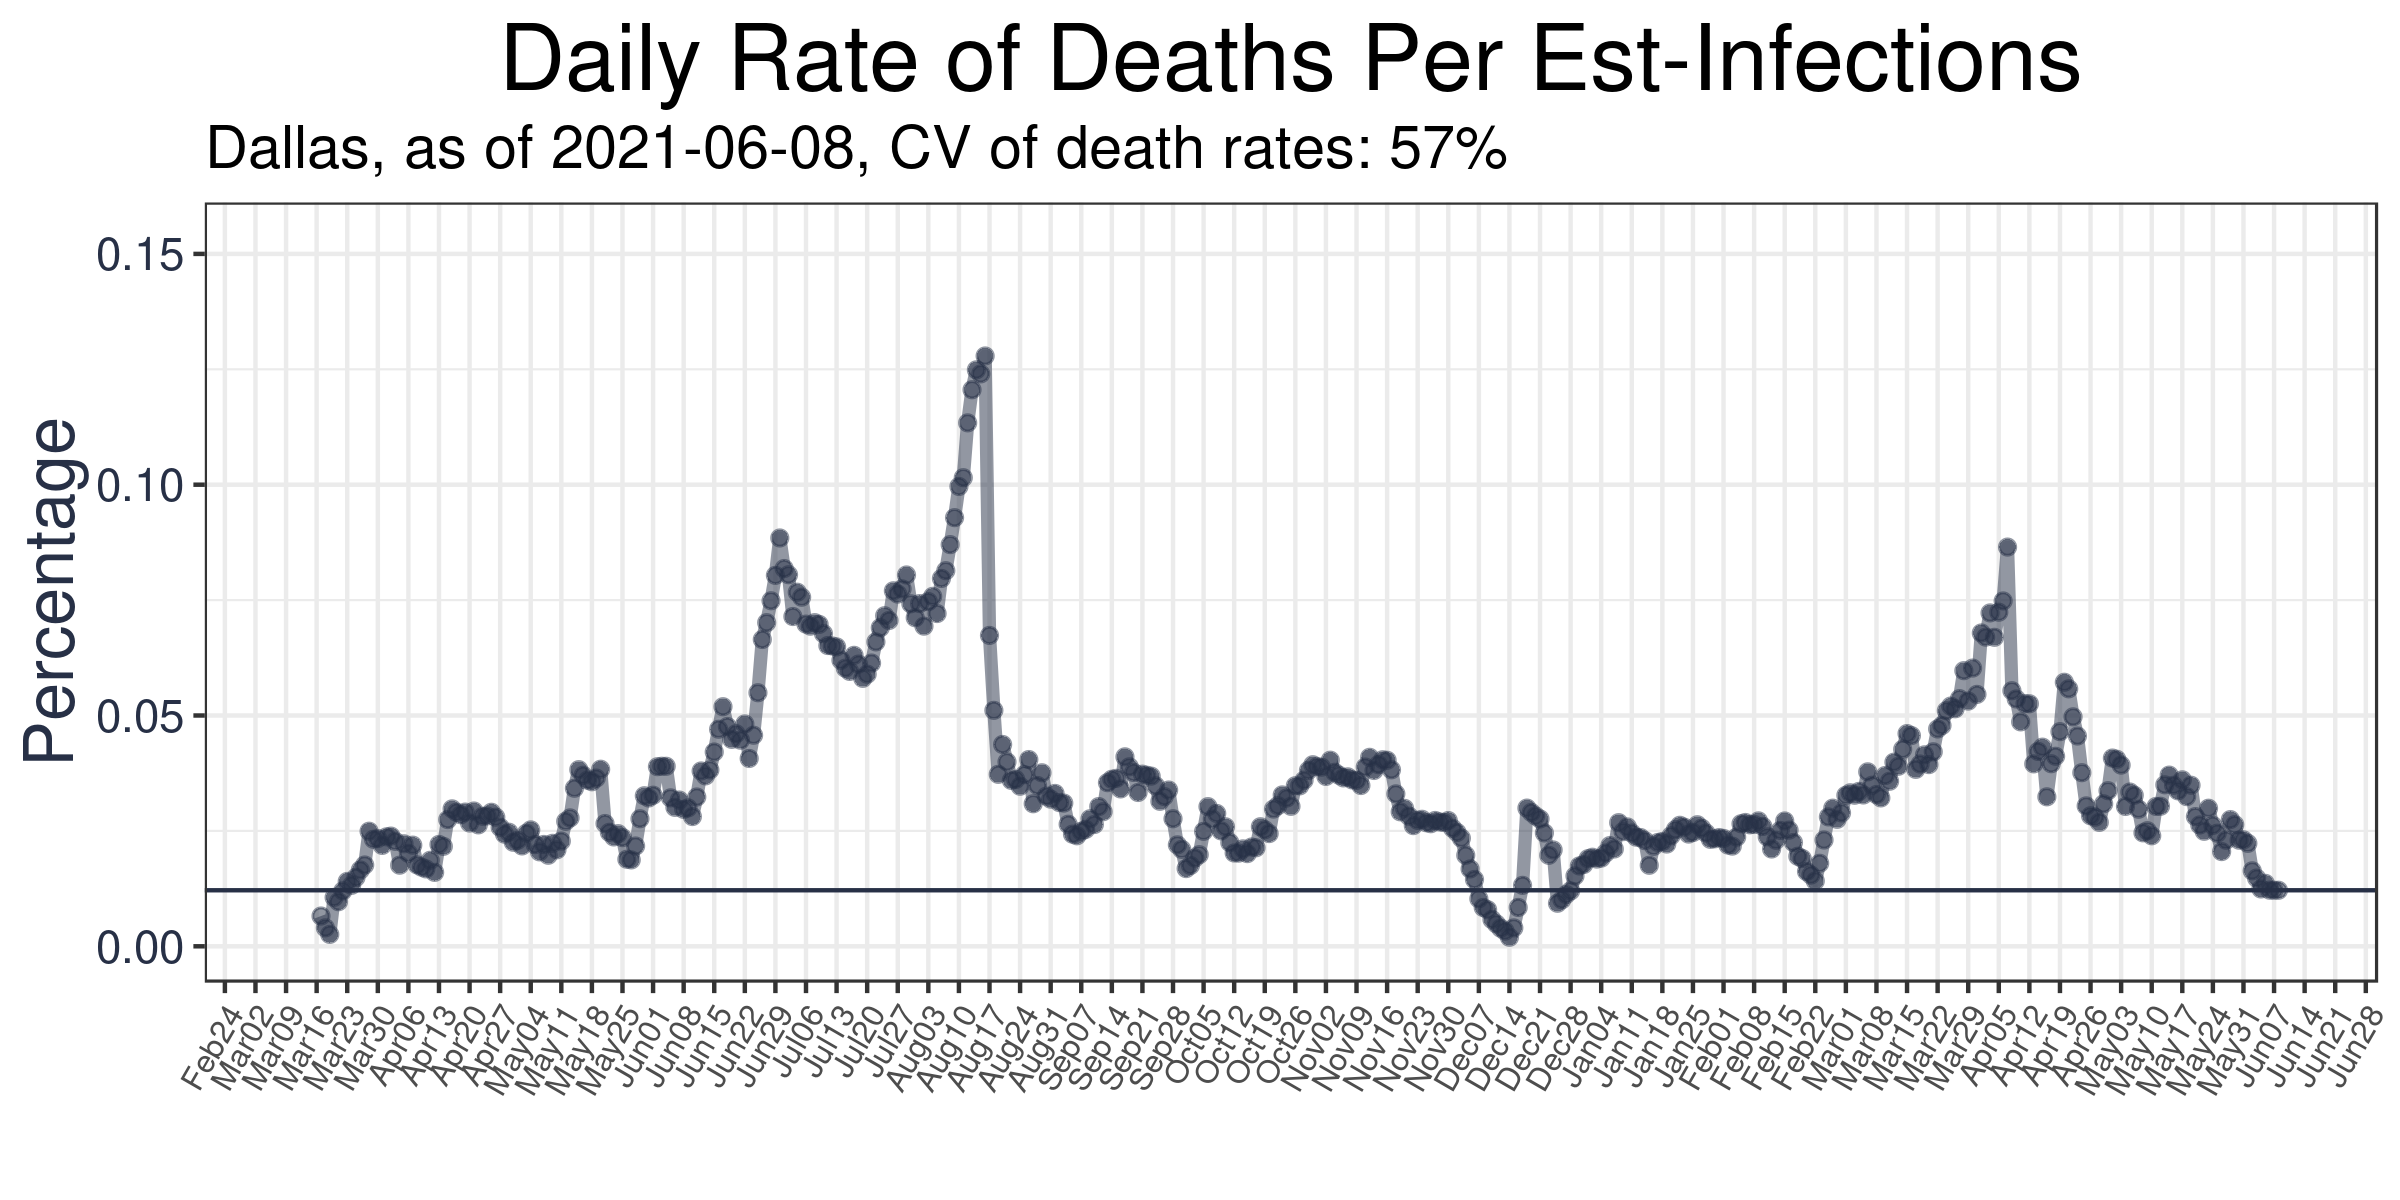 Daily Rate of Deaths Per Est-Infections
Dallas, as of 2021-06-08, CV of death rates: 57%
Percentage
0.15
0.10
0.05
0.00
Feb24
Mar02
Mar09
Mar16
Mar23
Mar30
Apr06
Apr13
Apr20
Apr27
May04
May11
May18
May25
Jun01
Jun08
Jun15
Jun22
Jun29
Jul06
Jul13
Jul20
Jul27
Aug03
Aug10
Aug17
Aug24
Aug31
Sep07
Sep14
Sep21
Sep28
Oct05
Oct12
Oct19
Oct26
Nov02
Nov09
Nov16
Nov23
Nov30
Dec07
Dec14
Dec21
Dec28
Jan04
Jan11
Jan18
Jan25
Feb01
Feb08
Feb15
Feb22
Mar01
Mar08
Mar15
Mar22
Mar29
Apr05
Apr12
Apr19
Apr26
May03
May10
May17
May24
May31
Jun07
Jun14
Jun21
Jun28